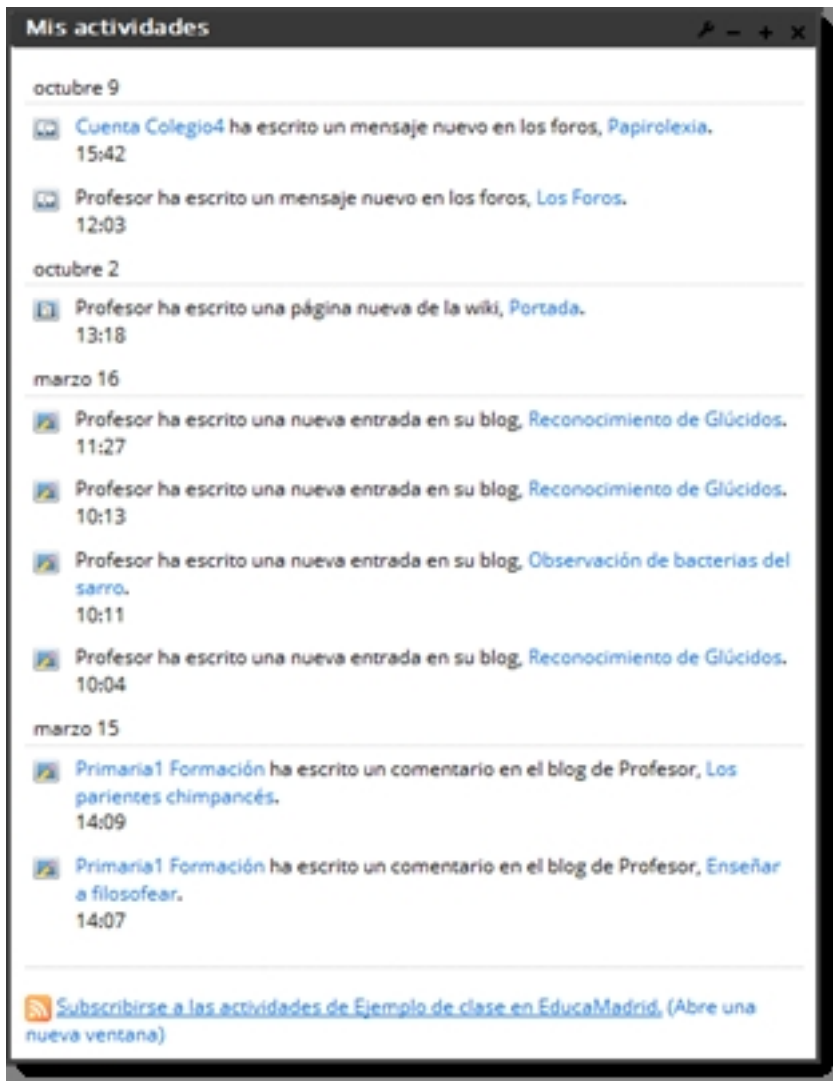 Mis actividades
octubre 9
Cuenta Colegio4 ha escrito un mensaje nuevo en los foros, Papirolexia.
15:42
Profesor ha escrito un mensaje nuevo en los foros, Los Foros.
12:03
octubre 2
Profesor ha escrito una página nueva de la wiki, Portada.
13:18
marzo 16
Profesor ha escrito una nueva entrada en su blog, Reconocimiento de Glúcidos.
11:27
Profesor ha escrito una nueva entrada en su blog, Reconocimiento de Glúcidos.
10:13
Profesor ha escrito una nueva entrada en su blog, Observación de bacterias del
sarro.
10:11
Profesor ha escrito una nueva entrada en su blog, Reconocimiento de Glúcidos.
10:04
marzo 15
Primaria1 Formación ha escrito un comentario en el blog de Profesor, Los
parientes chimpancés.
14:09
Primaria1 Formación ha escrito un comentario en el blog de Profesor, Enseñar
a filosofear.
14:07
Subscribirse a las actividades de Ejemplo de clase en EducaMadrid. (Abre una
nueva ventana)